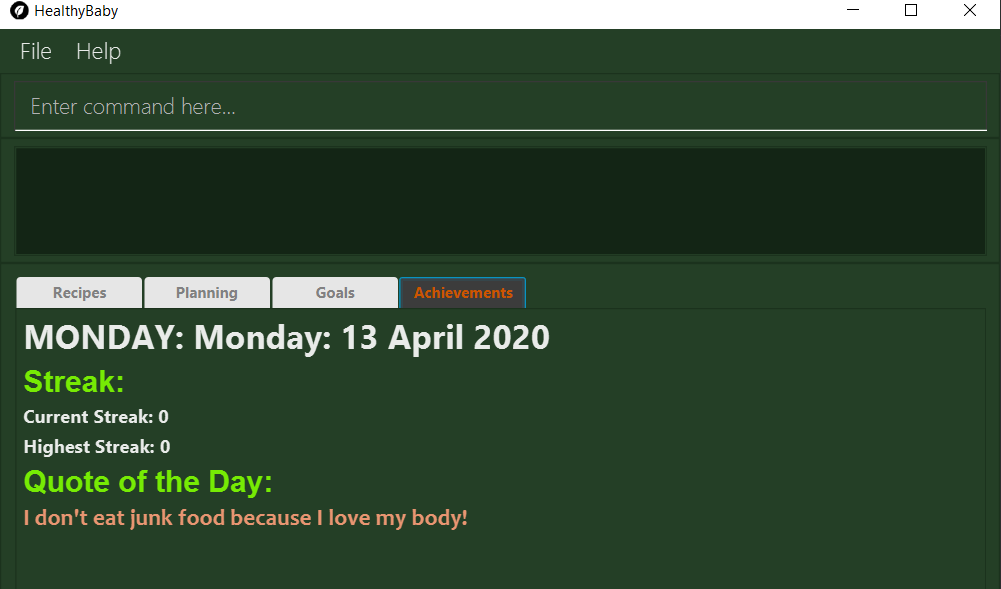 HealthyBaby
File Help
Enter command here...
Recipes Planning Goals Achievements
MONDAY: Monday: 13 April 2020
Streak:
Current Streak: 0
Highest Streak: 0
Quote of the Day:
I don't eat junk food because I love my body!